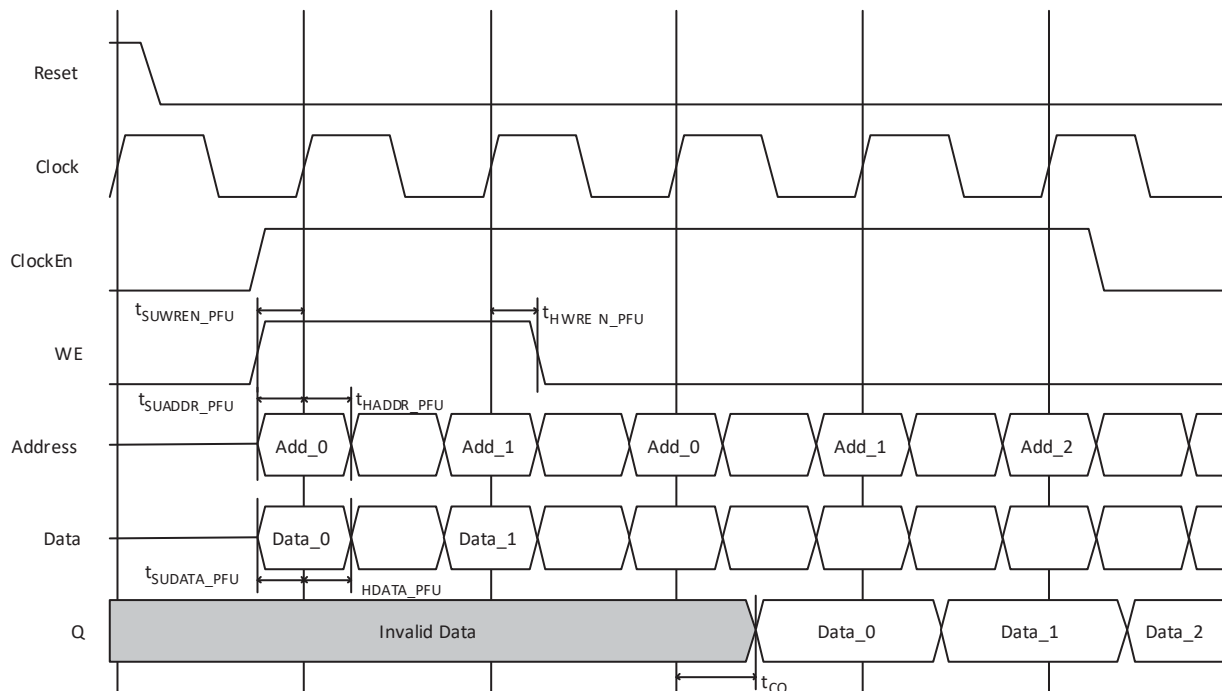 Reset
Clock
ClockEn
tSUWREN_PFU
tHWRE N_PFU
WE
tSUADDR_PFU
tHADDR_PFU
Address Add_0 Add_1 Add_0 Add_1 Add_2
Data Data_0 Data_1
tSUDATA_PFU
HDATA_PFU
Q Invalid Data Data_0 Data_1 Data_2
tCO